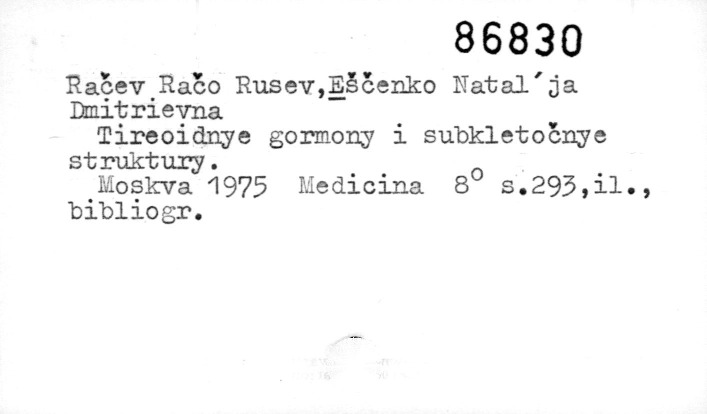 86830
Račev Račo Rusev, Eščenko Natal'ja
Dmitrievna
Tireoidnye gormony i subkletočnye
struktury.
Moskva 1975 Medicina 8° s.293,il.,
bibliogr.